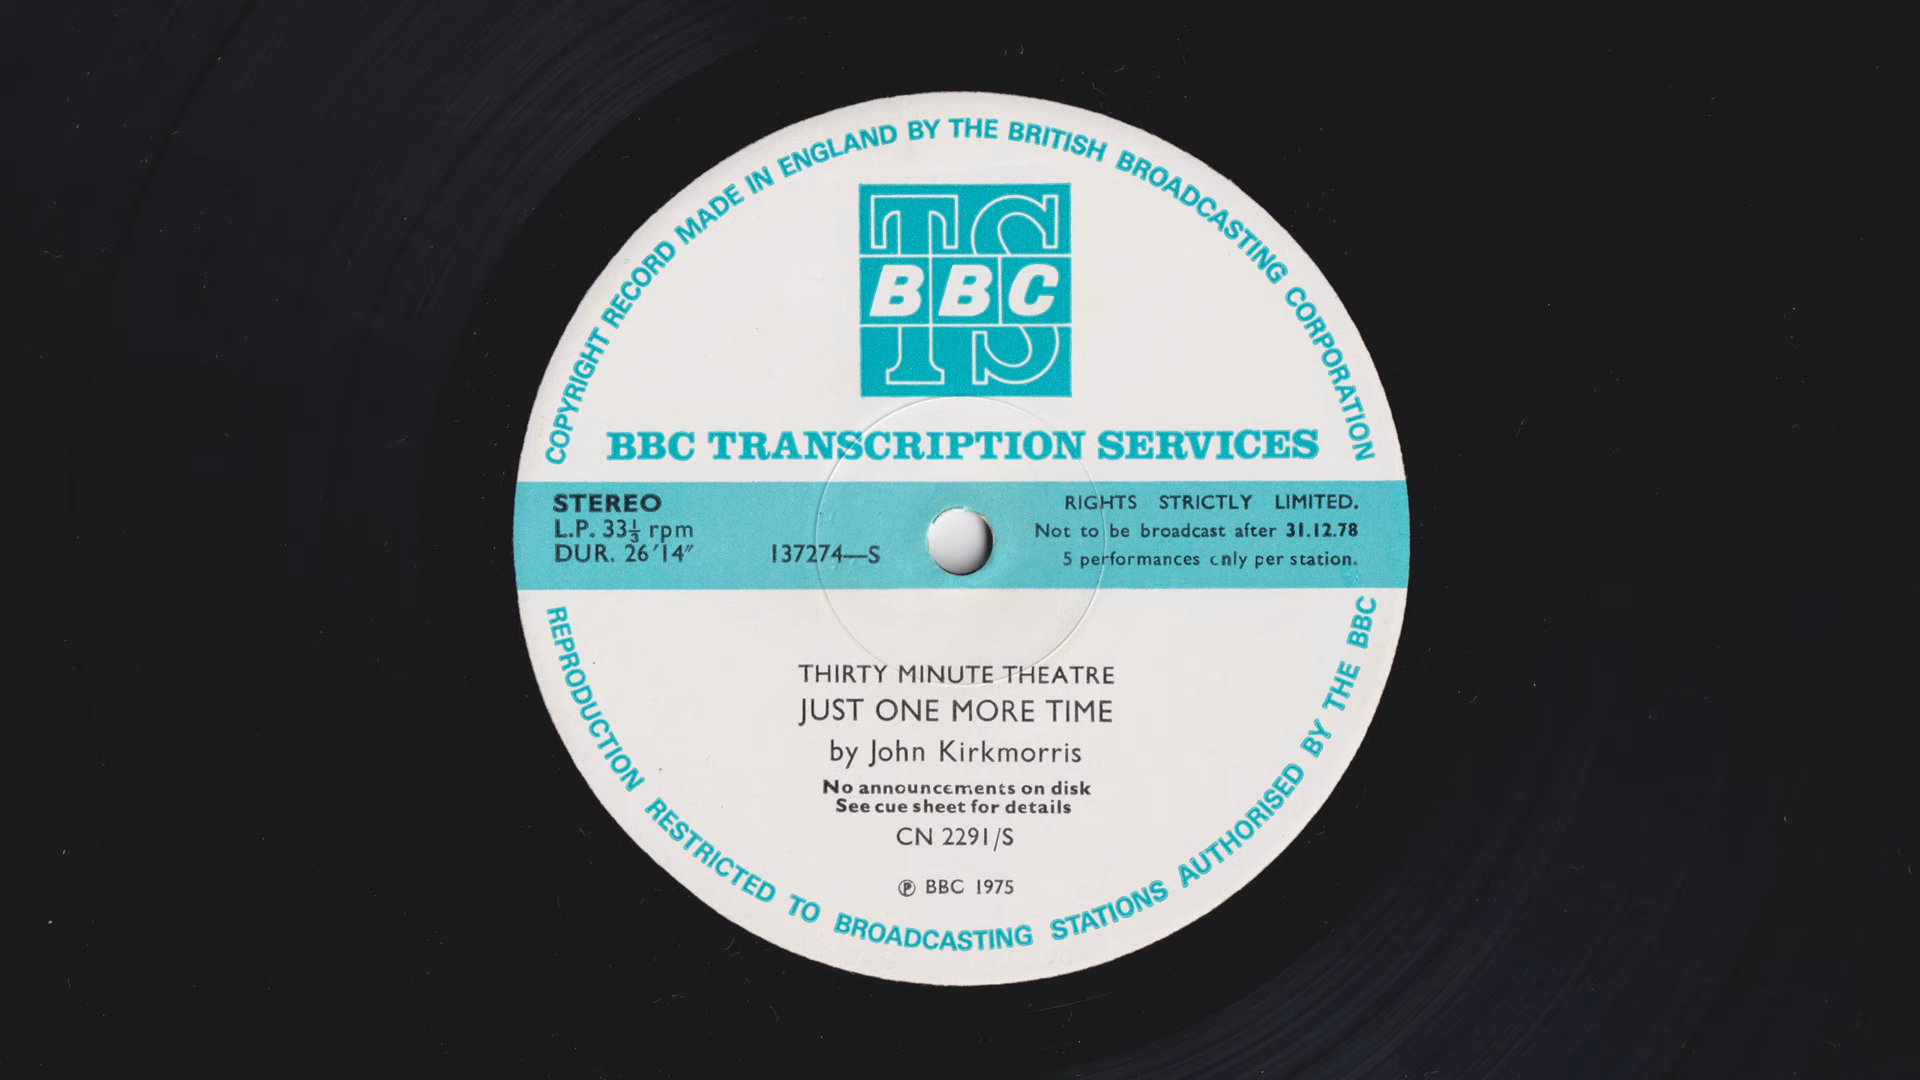 COPYRIGHT RECORD MADE IN ENGLAND BY THE BRITISH BROADCASTING CORPORATION
TS
BBC
BBC TRANSCRIPTION SERVICES
STEREO
L.P. 33⅓ rpm
DUR. 26′14″
137274—S
RIGHTS STRICTLY LIMITED.
Not to be broadcast after 31.12.78
5 performances only per station.
THIRTY MINUTE THEATRE
JUST ONE MORE TIME
by John Kirkmorris
No announcements on disk
See cue sheet for details
CN 2291/S
℗ BBC 1975
REPRODUCTION RESTRICTED TO BROADCASTING STATIONS AUTHORISED BY THE BBC